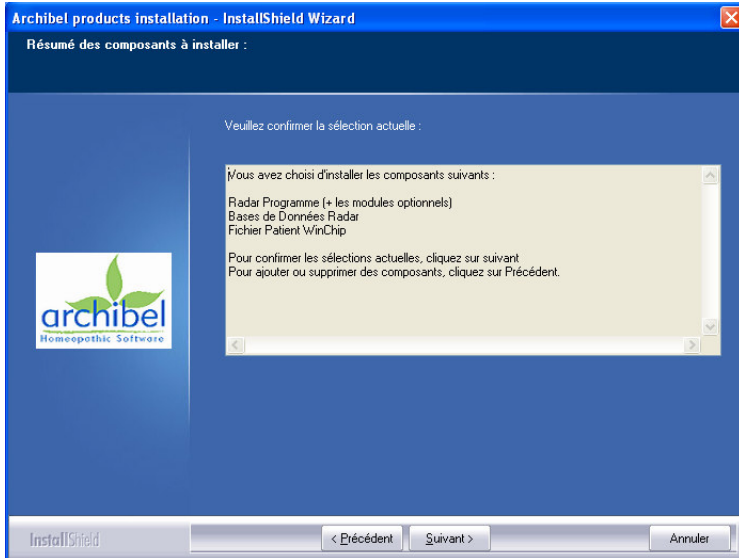 Archibel products installation - InstallShield Wizard
Résumé des composants à installer :
Veuillez confirmer la sélection actuelle :
Vous avez choisi d'installer les composants suivants :
Radar Programme (+ les modules optionnels)
Bases de Données Radar
Fichier Patient WinChip
Pour confirmer les sélections actuelles, cliquez sur suivant
Pour ajouter ou supprimer des composants, cliquez sur Précédent.
archibel
Homeopathic Software
InstallShield
< Précédent
Suivant >
Annuler